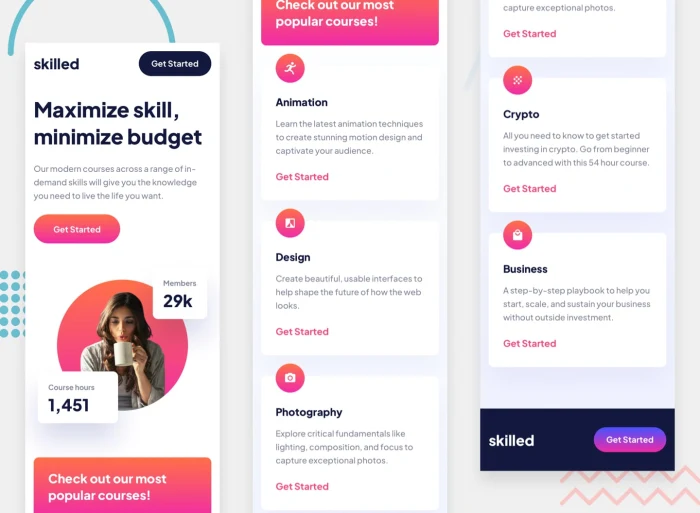 skilled
Get Started
Maximize skill,
minimize budget
Our modern courses across a range of in-
demand skills will give you the knowledge
you need to live the life you want.
Get Started
Members
29k
Course hours
1,451
Check out our most
popular courses!
Check out our most
popular courses!
Animation
Learn the latest animation techniques
to create stunning motion design and
captivate your audience.
Get Started
Design
Create beautiful, usable interfaces to
help shape the future of how the web
looks.
Get Started
Photography
Explore critical fundamentals like
lighting, composition, and focus to
capture exceptional photos.
Get Started
capture exceptional photos.
Get Started
Crypto
All you need to know to get started
investing in crypto. Go from beginner
to advanced with this 54 hour course.
Get Started
Business
A step-by-step playbook to help you
start, scale, and sustain your business
without outside investment.
Get Started
skilled
Get Started